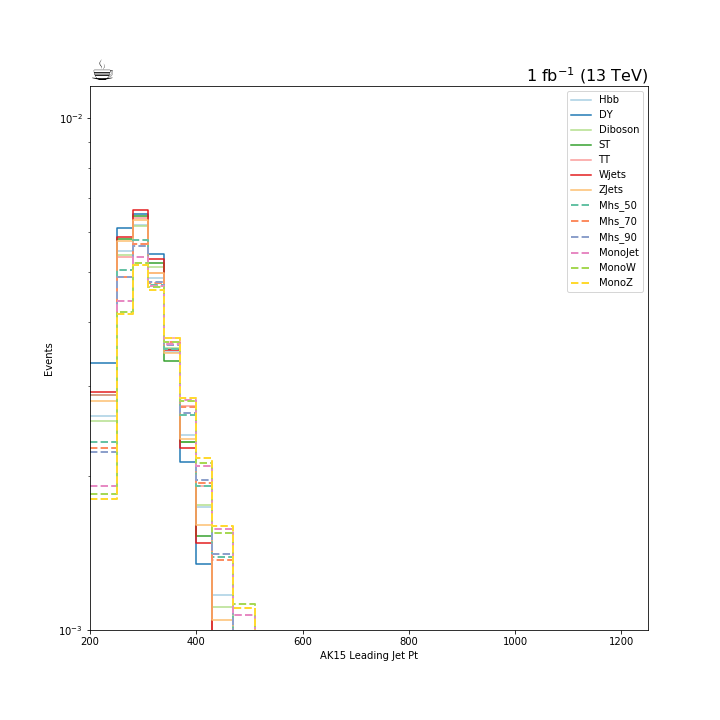 ☕
1 fb⁻¹ (13 TeV)
Hbb
DY
Diboson
ST
TT
Wjets
ZJets
Mhs_50
Mhs_70
Mhs_90
MonoJet
MonoW
MonoZ
10⁻²
Events
10⁻³
200 400 600 800 1000 1200
AK15 Leading Jet Pt